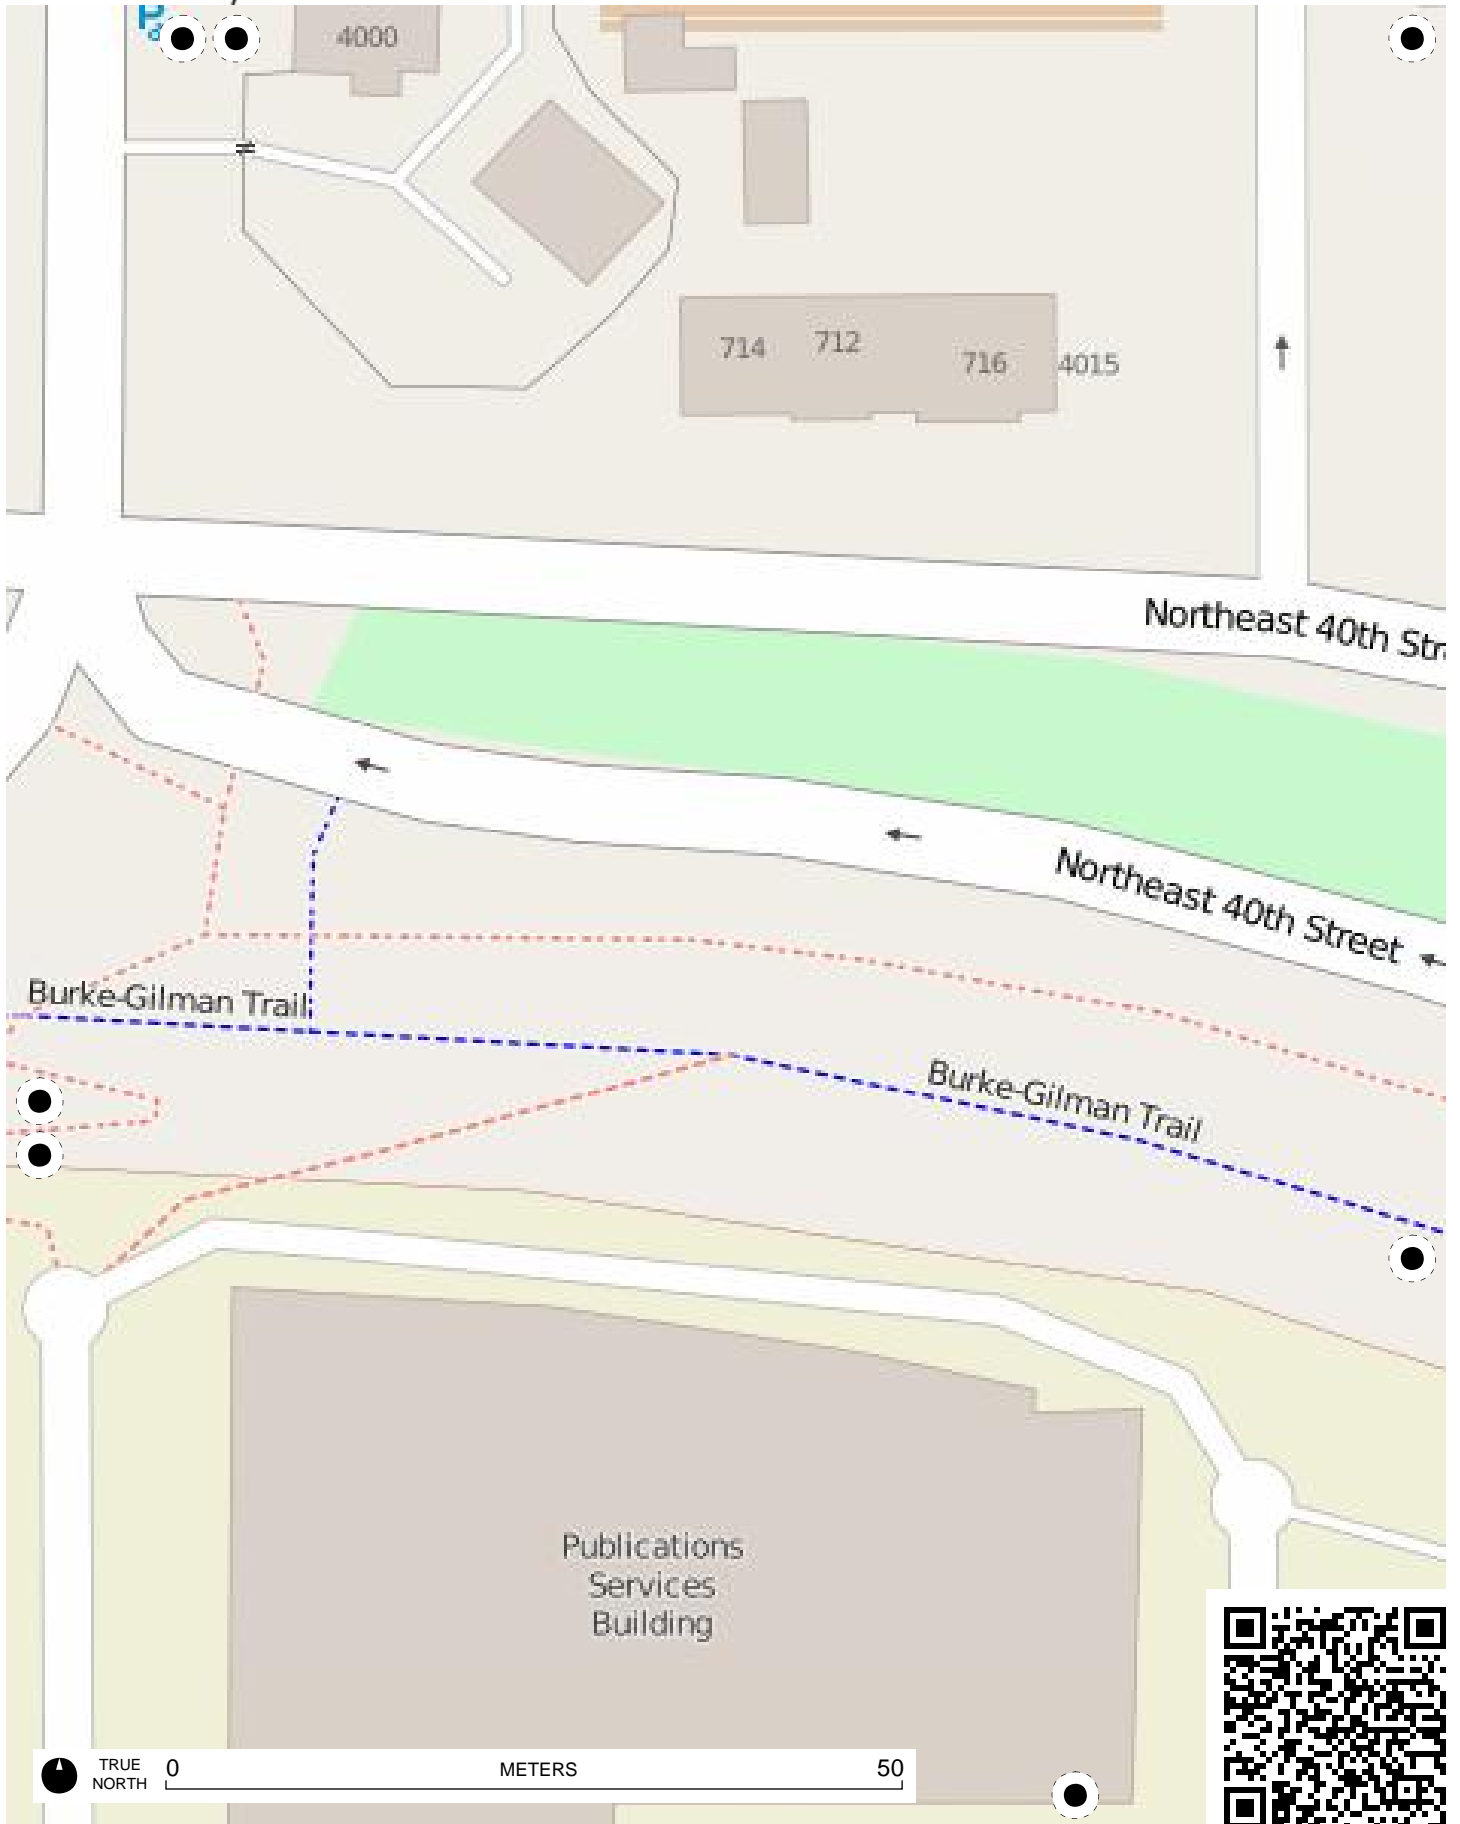 P
4000
714
712
716
4015
Northeast 40th Str
Northeast 40th Street
Burke-Gilman Trail
Burke-Gilman Trail
Publications
Services
Building
TRUE
NORTH
0
METERS
50